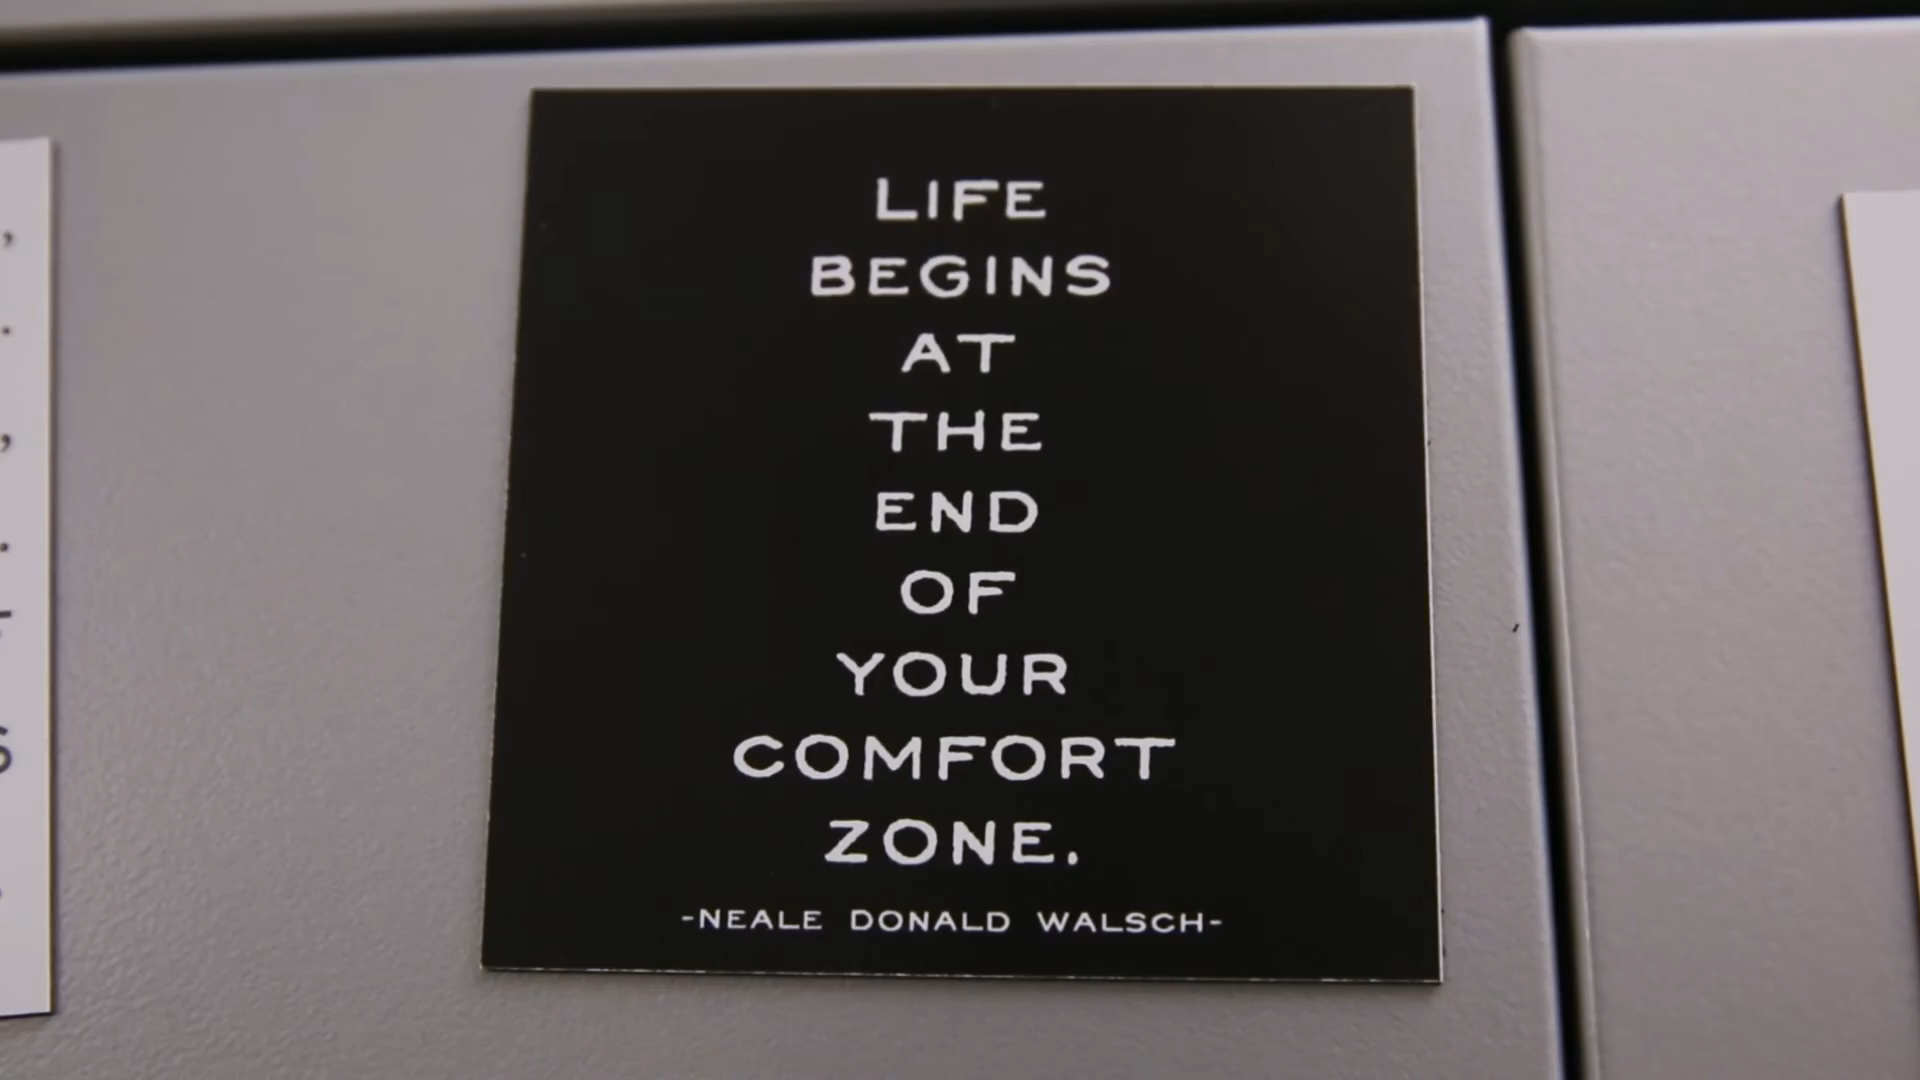 LIFE
BEGINS
AT
THE
END
OF
YOUR
COMFORT
ZONE.
-NEALE DONALD WALSCH-